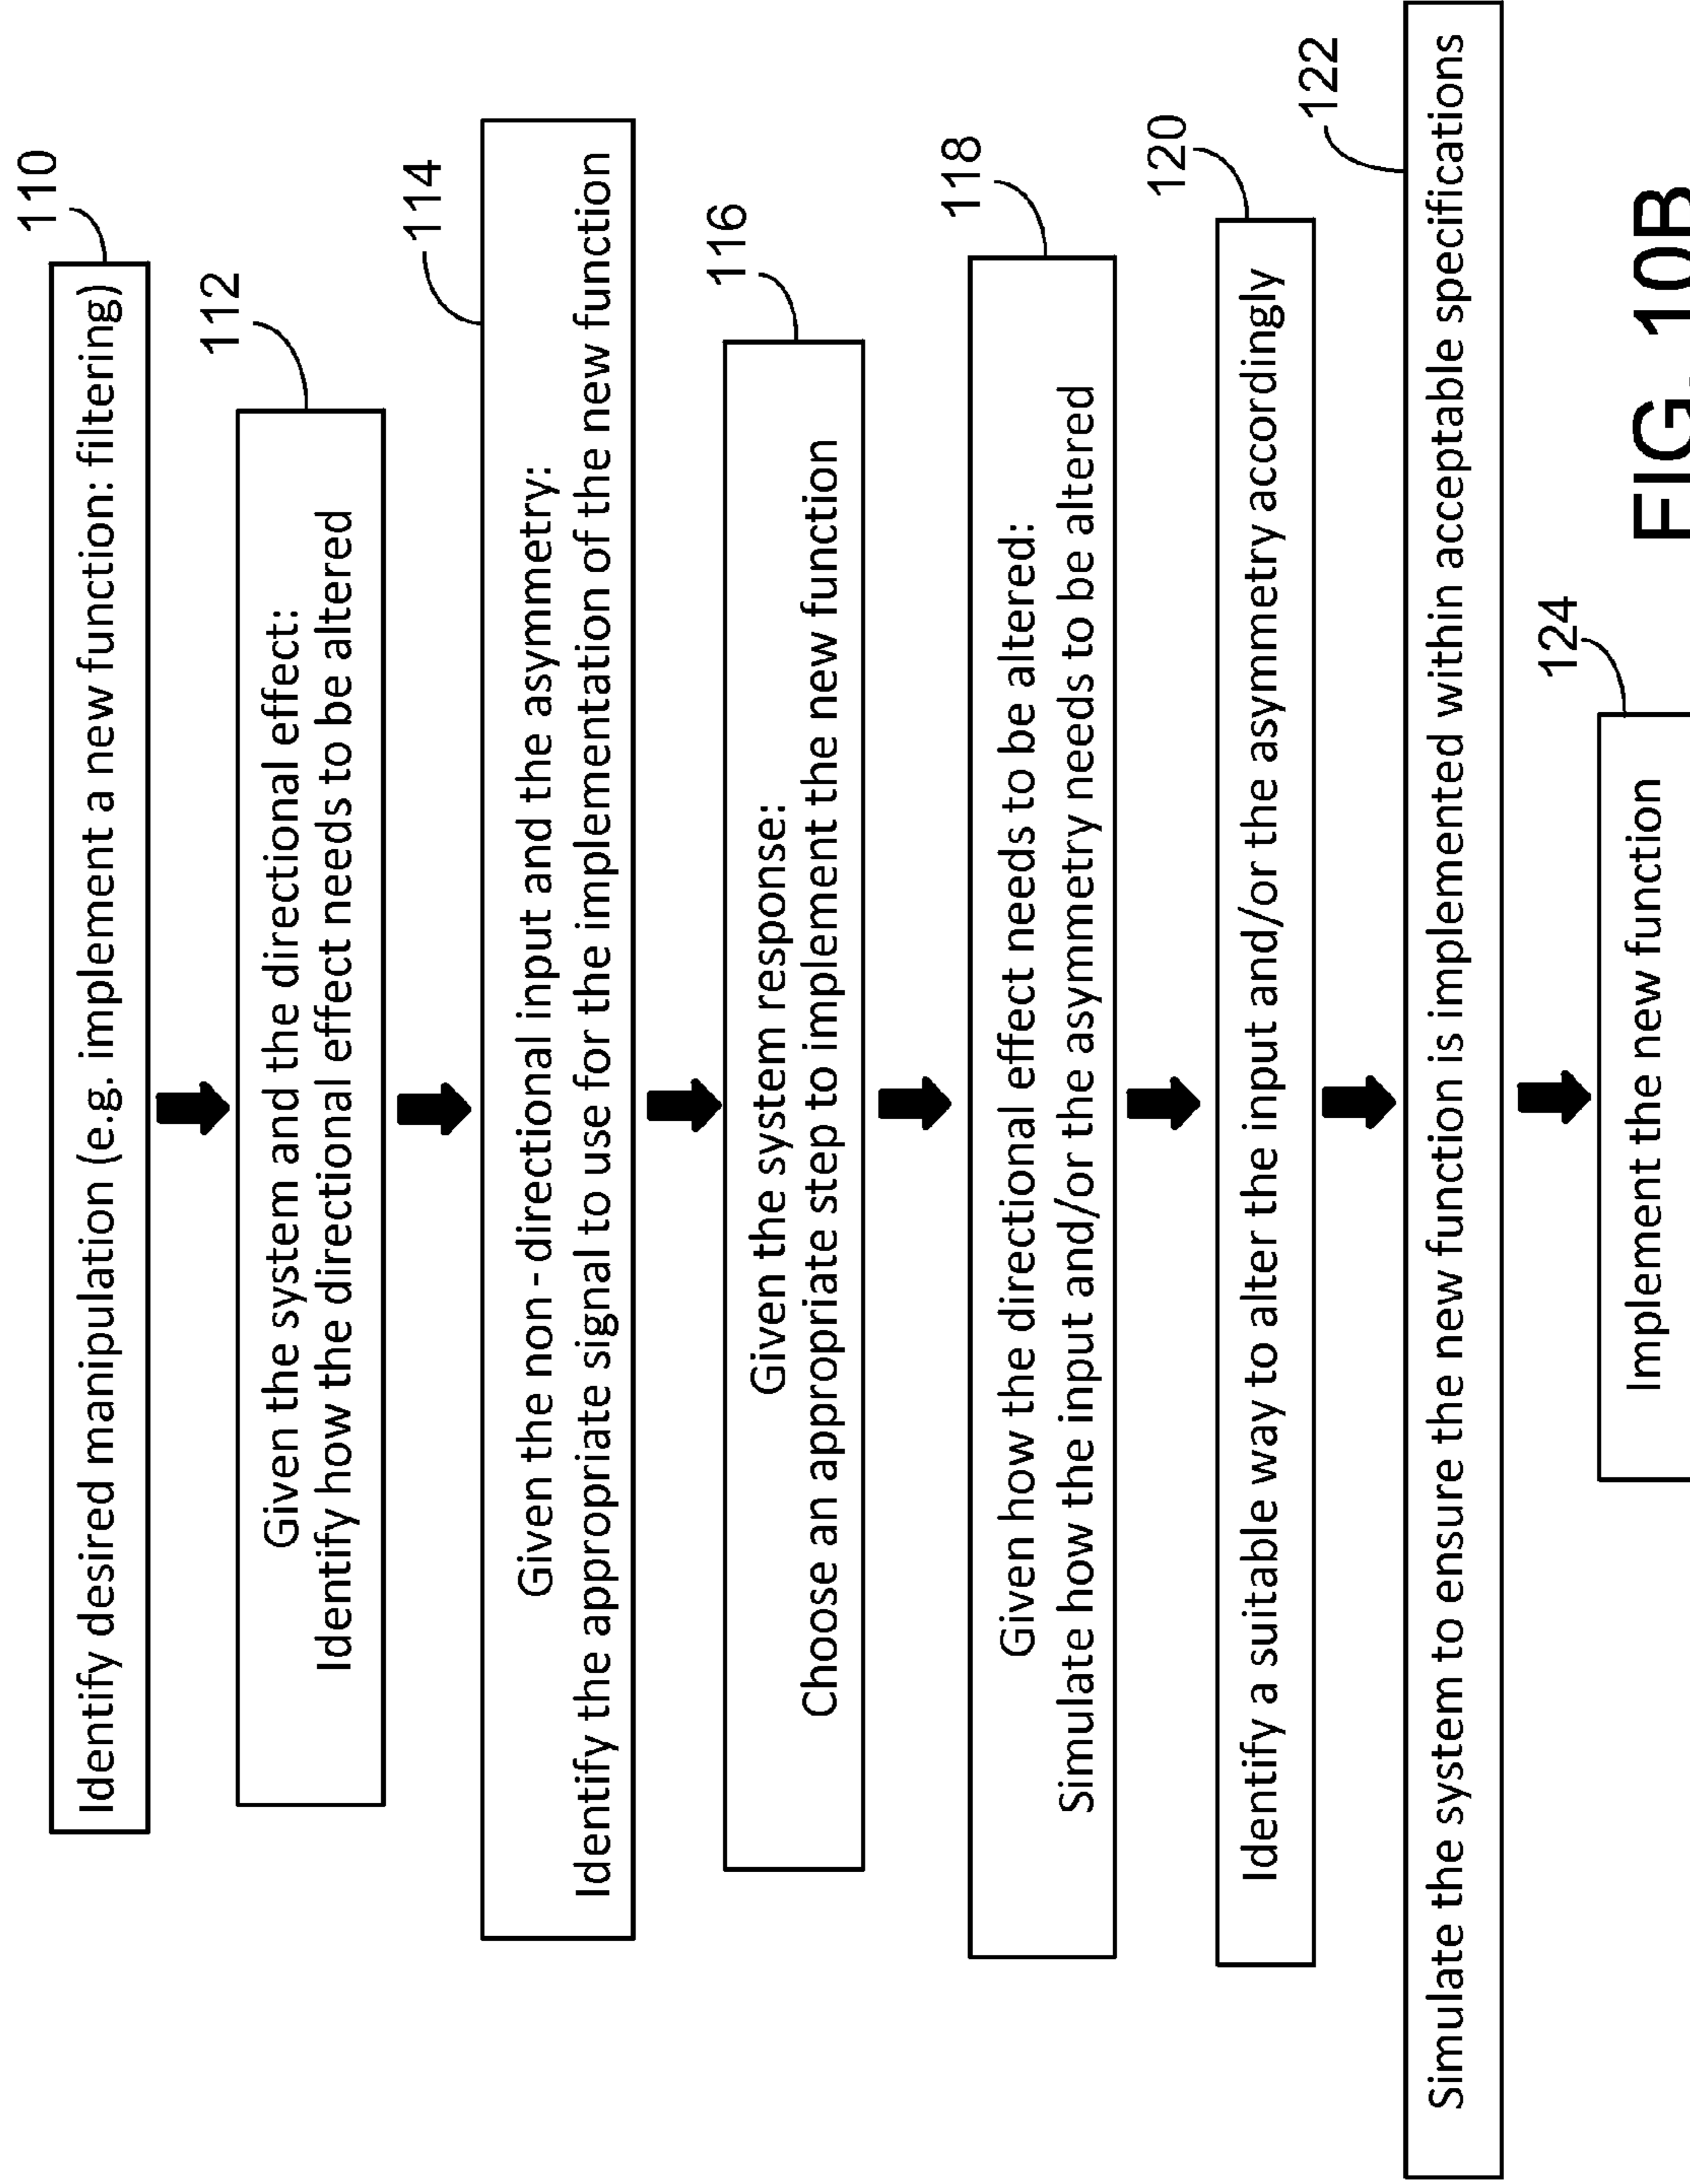 110
Identify desired manipulation (e.g. implement a new function: filtering)
112
Given the system and the directional effect:
Identify how the directional effect needs to be altered
114
Given the non - directional input and the asymmetry:
Identify the appropriate signal to use for the implementation of the new function
116
Given the system response:
Choose an appropriate step to implement the new function
118
Given how the directional effect needs to be altered:
Simulate how the input and/or the asymmetry needs to be altered
120
Identify a suitable way to alter the input and/or the asymmetry accordingly
122
Simulate the system to ensure the new function is implemented within acceptable specifications
124
Implement the new function
FIG. 10B